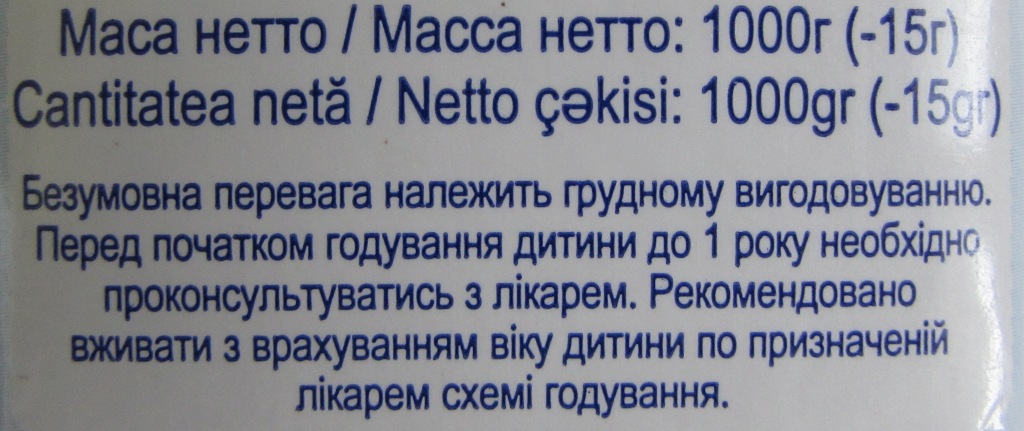 Маса нетто / Масса нетто: 1000г (-15г)
Cantitatea netă / Netto çəkisi: 1000gr (-15gr)
Безумовна перевага належить грудному вигодовуванню.
Перед початком годування дитини до 1 року необхідно
проконсультуватись з лікарем. Рекомендовано
вживати з врахуванням віку дитини по призначеній
лікарем схемі годування.